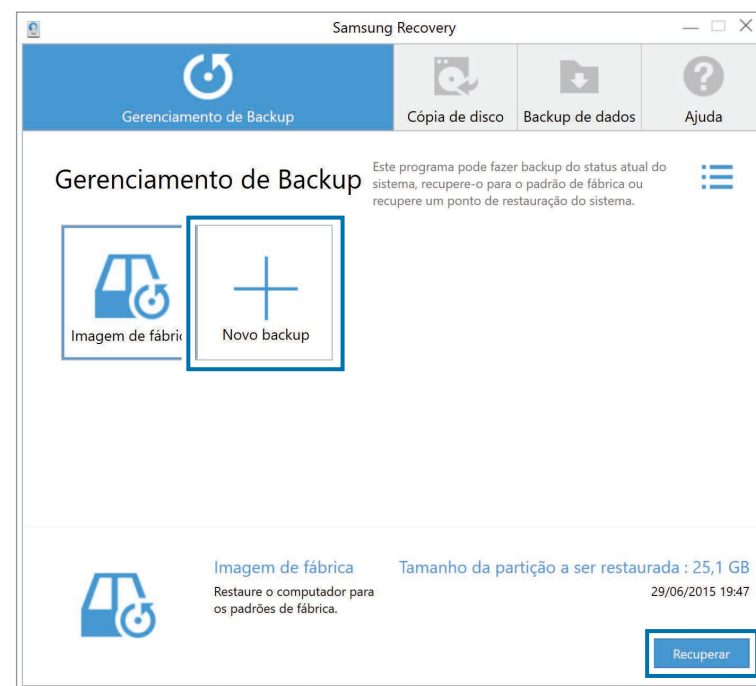 Samsung Recovery
Gerenciamento de Backup
Cópia de disco
Backup de dados
Ajuda
Gerenciamento de Backup
Este programa pode fazer backup do status atual do
sistema, recupere-o para o padrão de fábrica ou
recupere um ponto de restauração do sistema.
Imagem de fábric
Novo backup
Imagem de fábrica
Restaure o computador para
os padrões de fábrica.
Tamanho da partição a ser restaurada : 25,1 GB
29/06/2015 19:47
Recuperar